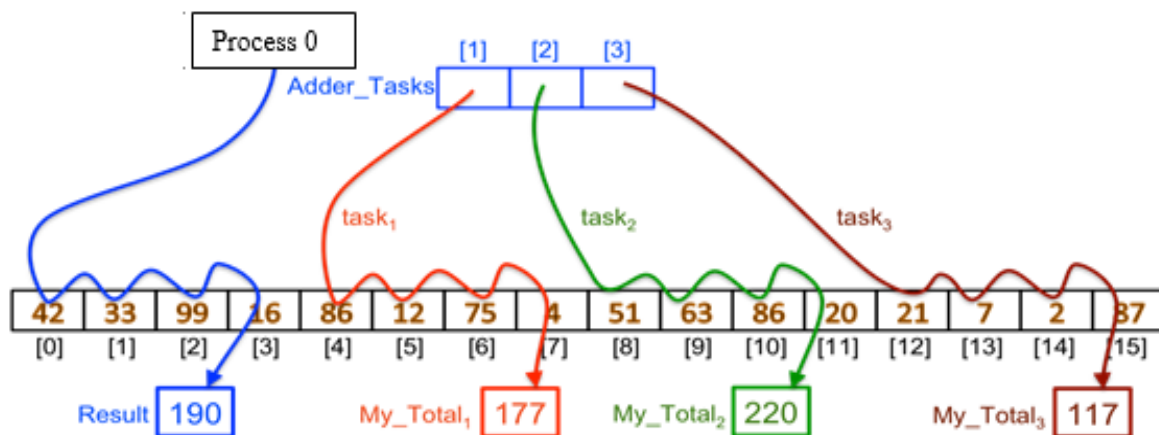 Process 0
[1] [2] [3]
Adder_Tasks
task1 task2 task3
42 33 99 16 86 12 75 4 51 63 86 20 21 7 2 87
[0] [1] [2] [3] [4] [5] [6] [7] [8] [9] [10] [11] [12] [13] [14] [15]
Result 190 My_Total1 177 My_Total2 220 My_Total3 117